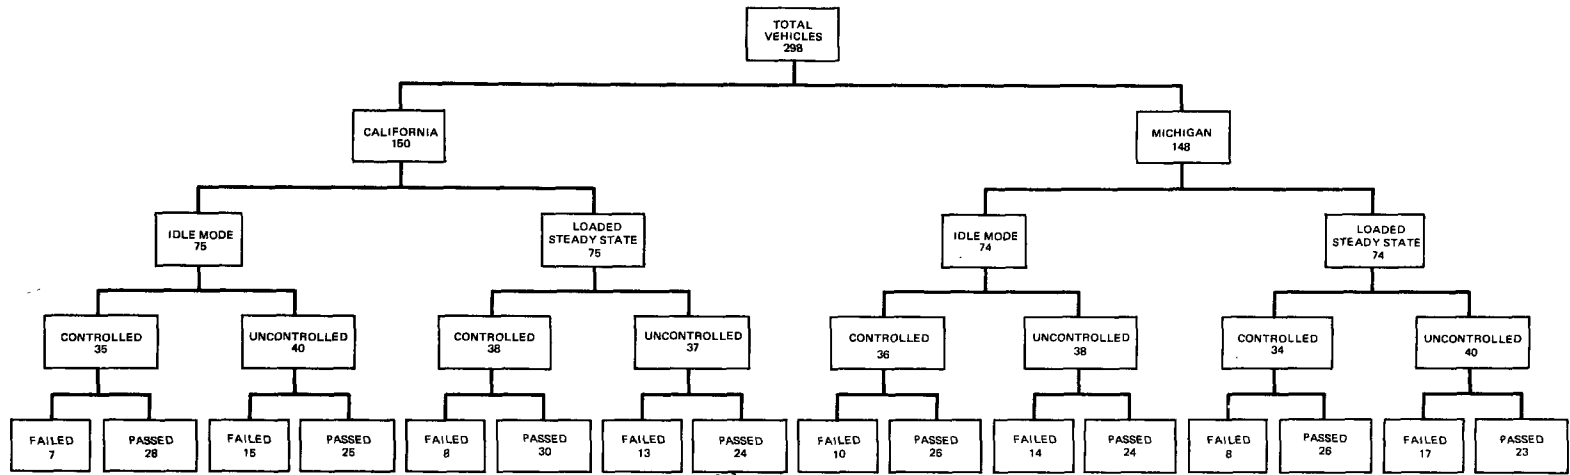 TOTAL
VEHICLES
298
CALIFORNIA
150
MICHIGAN
148
IDLE MODE
75
LOADED
STEADY STATE
75
IDLE MODE
74
LOADED
STEADY STATE
74
CONTROLLED
35
UNCONTROLLED
40
CONTROLLED
38
UNCONTROLLED
37
CONTROLLED
36
UNCONTROLLED
38
CONTROLLED
34
UNCONTROLLED
40
FAILED
7
PASSED
28
FAILED
15
PASSED
25
FAILED
8
PASSED
30
FAILED
13
PASSED
24
FAILED
10
PASSED
26
FAILED
14
PASSED
24
FAILED
8
PASSED
26
FAILED
17
PASSED
23